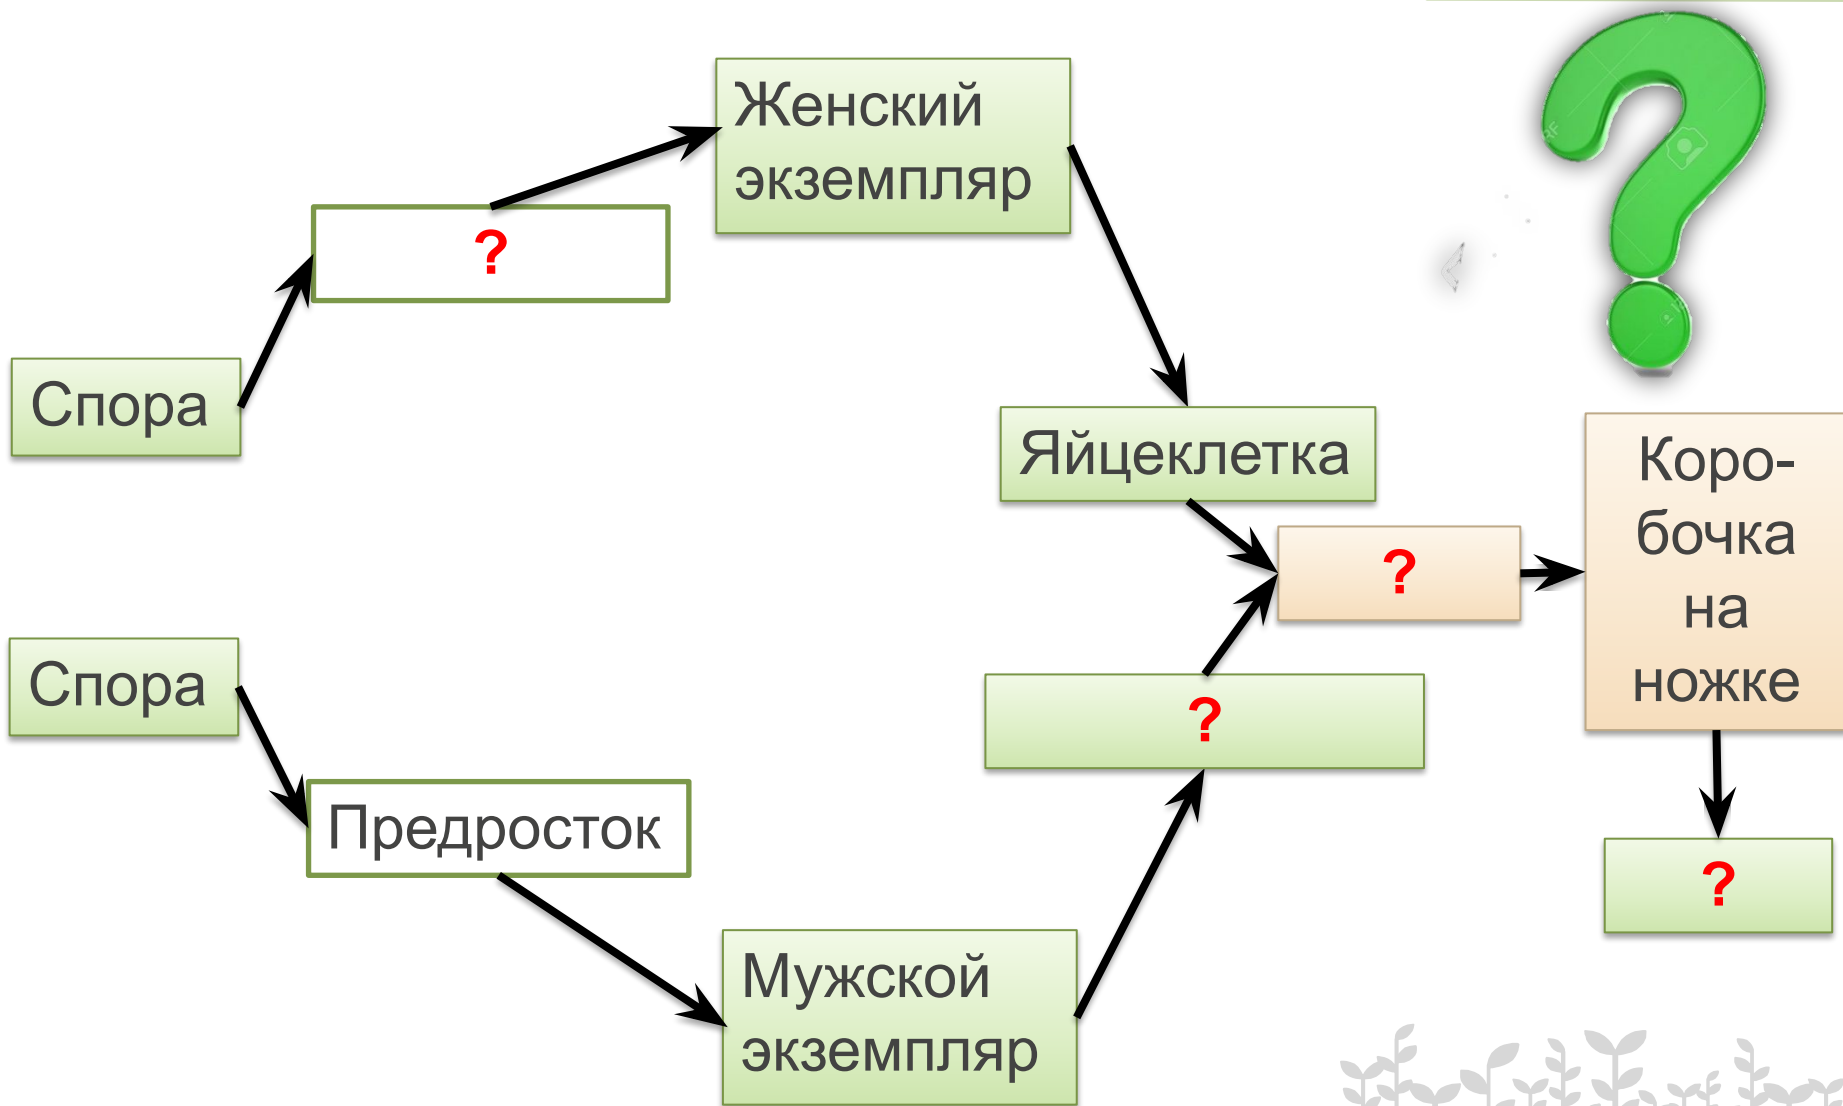 Женский
экземпляр
?
Спора
Яйцеклетка
Коро-
бочка
на
ножке
?
Спора
?
Предросток
?
Мужской
экземпляр